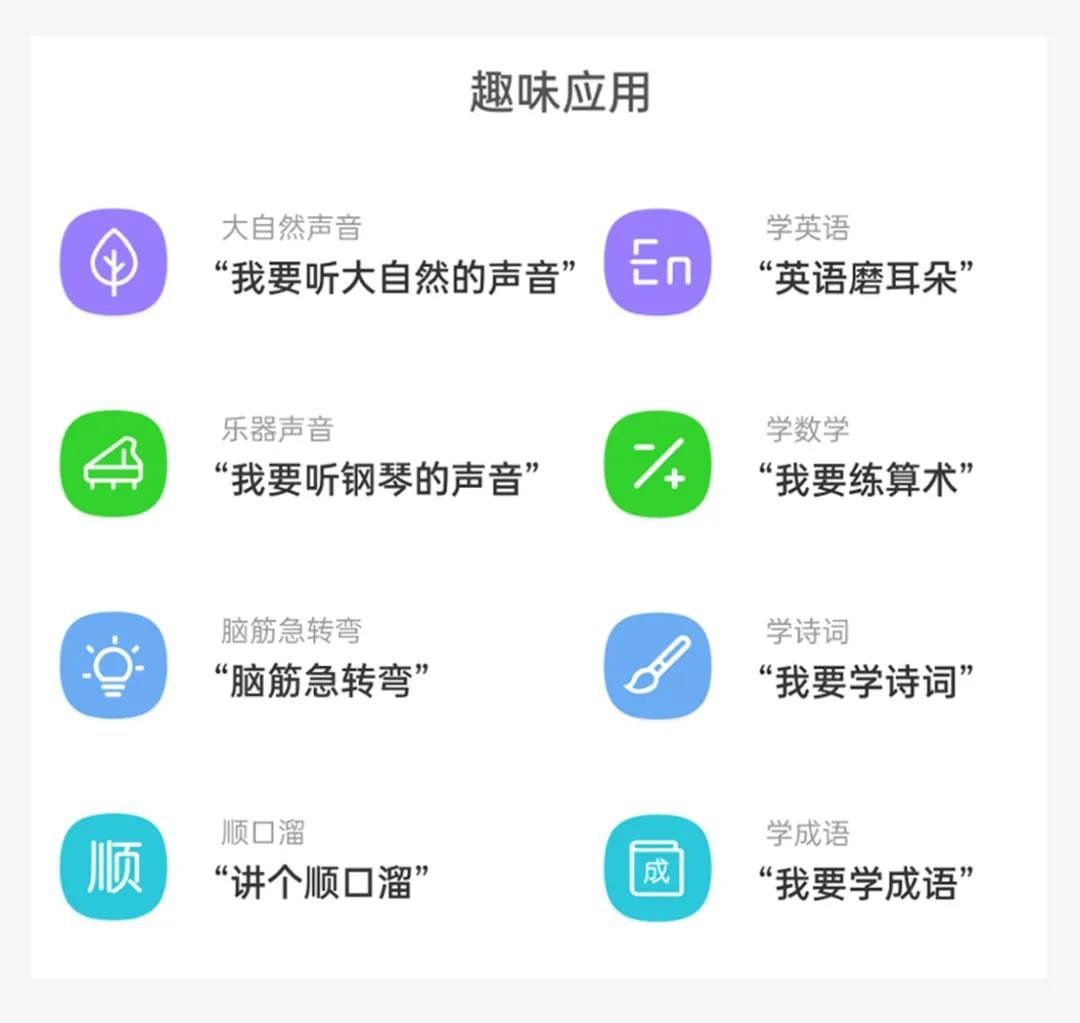 趣味应用
大自然声音
“我要听大自然的声音”
En
学英语
“英语磨耳朵”
乐器声音
“我要听钢琴的声音”
学数学
“我要练算术”
脑筋急转弯
“脑筋急转弯”
学诗词
“我要学诗词”
顺
顺口溜
“讲个顺口溜”
成
学成语
“我要学成语”